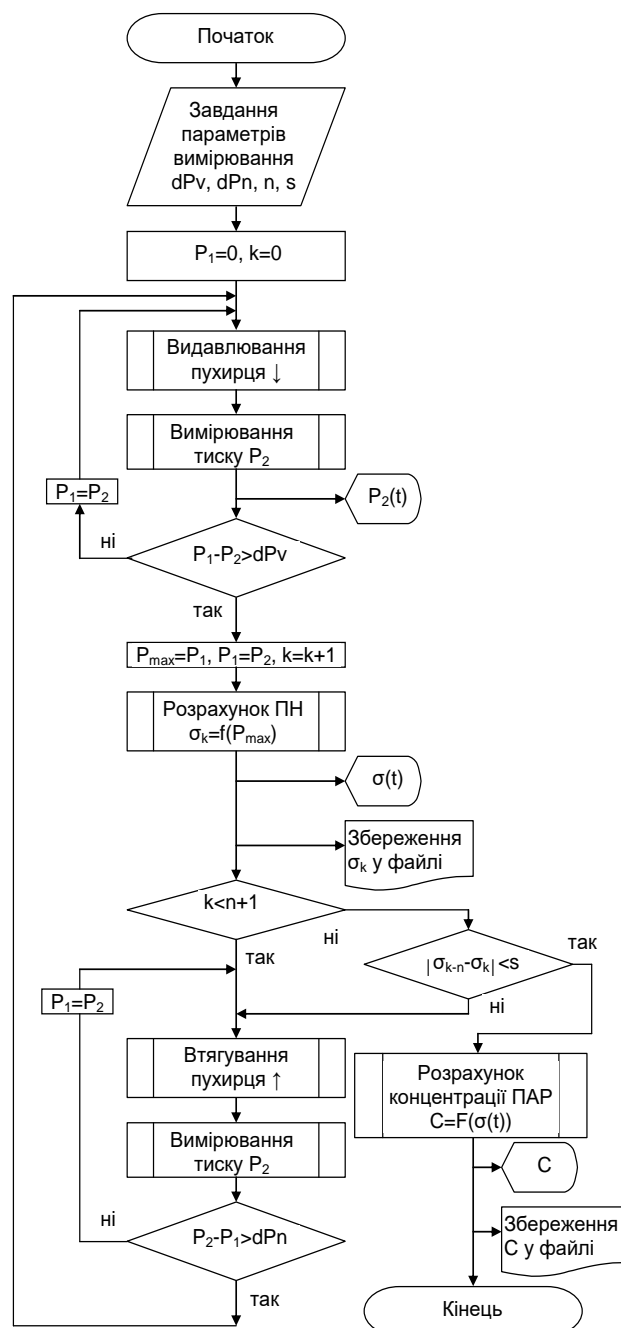 Початок
Завдання
параметрів
вимірювання
dPv, dPn, n, s
P₁=0, k=0
Видавлювання
пухирця ↓
Вимірювання
тиску P₂
P₁=P₂
P₂(t)
ні
P₁-P₂>dPv
так
Pmax=P₁, P₁=P₂, k=k+1
Розрахунок ПН
σₖ=f(Pmax)
σ(t)
Збереження
σₖ у файлі
k<n+1
ні
так
|σk-n-σₖ|<s
так
ні
P₁=P₂
Втягування
пухирця ↑
Вимірювання
тиску P₂
ні
P₂-P₁>dPn
так
Розрахунок
концентрації ПАР
C=F(σ(t))
C
Збереження
C у файлі
Кінець